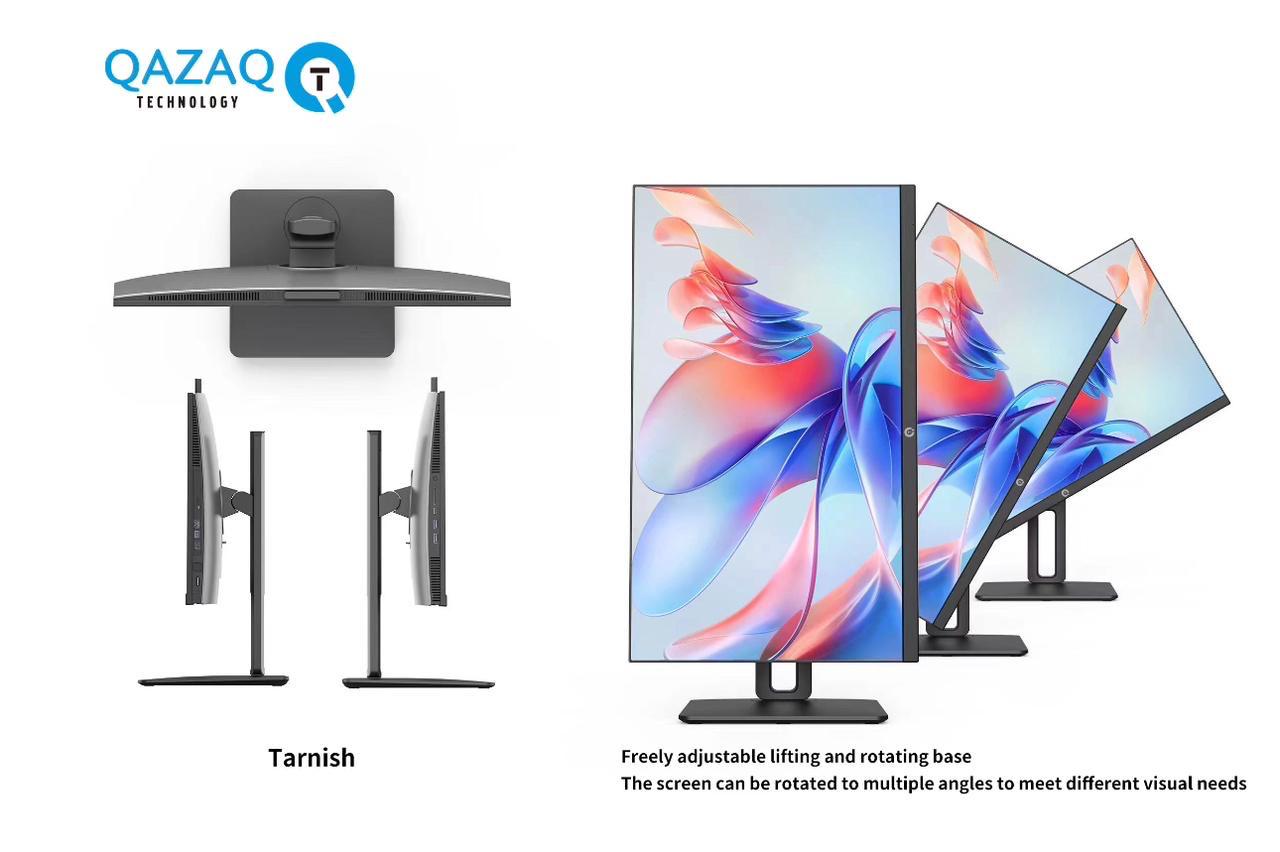 QAZAQ
TECHNOLOGY
T
Tarnish
Freely adjustable lifting and rotating base
The screen can be rotated to multiple angles to meet different visual needs